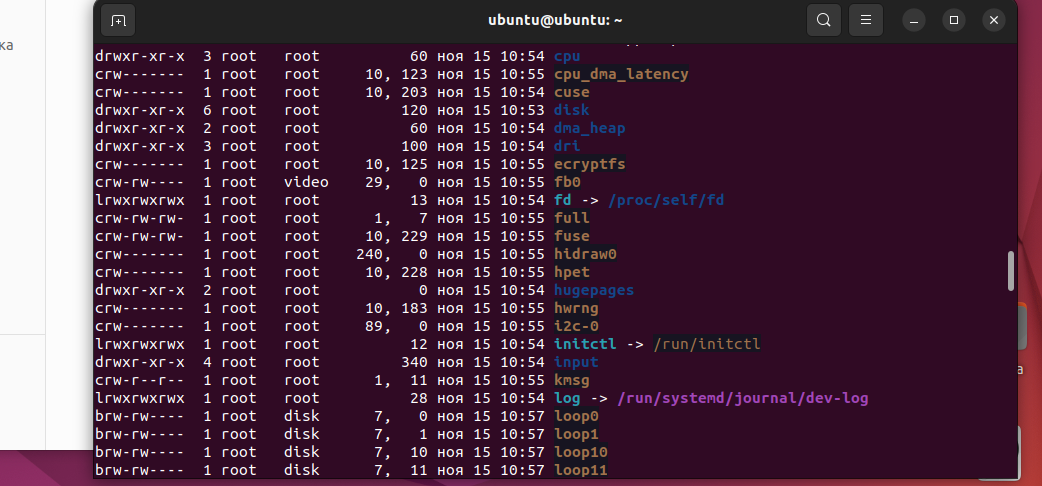 ка
ubuntu@ubuntu: ~
drwxr-xr-x  3 root   root          60 ноя 15 10:54 cpu
crw-------  1 root   root     10, 123 ноя 15 10:55 cpu_dma_latency
crw-------  1 root   root     10, 203 ноя 15 10:54 cuse
drwxr-xr-x  6 root   root         120 ноя 15 10:53 disk
drwxr-xr-x  2 root   root          60 ноя 15 10:54 dma_heap
drwxr-xr-x  3 root   root         100 ноя 15 10:54 dri
crw-------  1 root   root     10, 125 ноя 15 10:55 ecryptfs
crw-rw----  1 root   video    29,   0 ноя 15 10:55 fb0
lrwxrwxrwx  1 root   root          13 ноя 15 10:54 fd -> /proc/self/fd
crw-rw-rw-  1 root   root      1,   7 ноя 15 10:55 full
crw-rw-rw-  1 root   root     10, 229 ноя 15 10:55 fuse
crw-------  1 root   root    240,   0 ноя 15 10:55 hidraw0
crw-------  1 root   root     10, 228 ноя 15 10:55 hpet
drwxr-xr-x  2 root   root           0 ноя 15 10:54 hugepages
crw-------  1 root   root     10, 183 ноя 15 10:55 hwrng
crw-------  1 root   root     89,   0 ноя 15 10:55 i2c-0
lrwxrwxrwx  1 root   root          12 ноя 15 10:54 initctl -> /run/initctl
drwxr-xr-x  4 root   root         340 ноя 15 10:54 input
crw-r--r--  1 root   root      1,  11 ноя 15 10:55 kmsg
lrwxrwxrwx  1 root   root          28 ноя 15 10:54 log -> /run/systemd/journal/dev-log
brw-rw----  1 root   disk      7,   0 ноя 15 10:57 loop0
brw-rw----  1 root   disk      7,   1 ноя 15 10:57 loop1
brw-rw----  1 root   disk      7,  10 ноя 15 10:57 loop10
brw-rw----  1 root   disk      7,  11 ноя 15 10:57 loop11
а